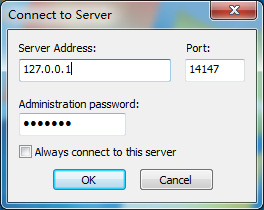 Connect to Server
Server Address: Port:
127.0.0.1 14147
Administration password:
•••••••
Always connect to this server
OK Cancel